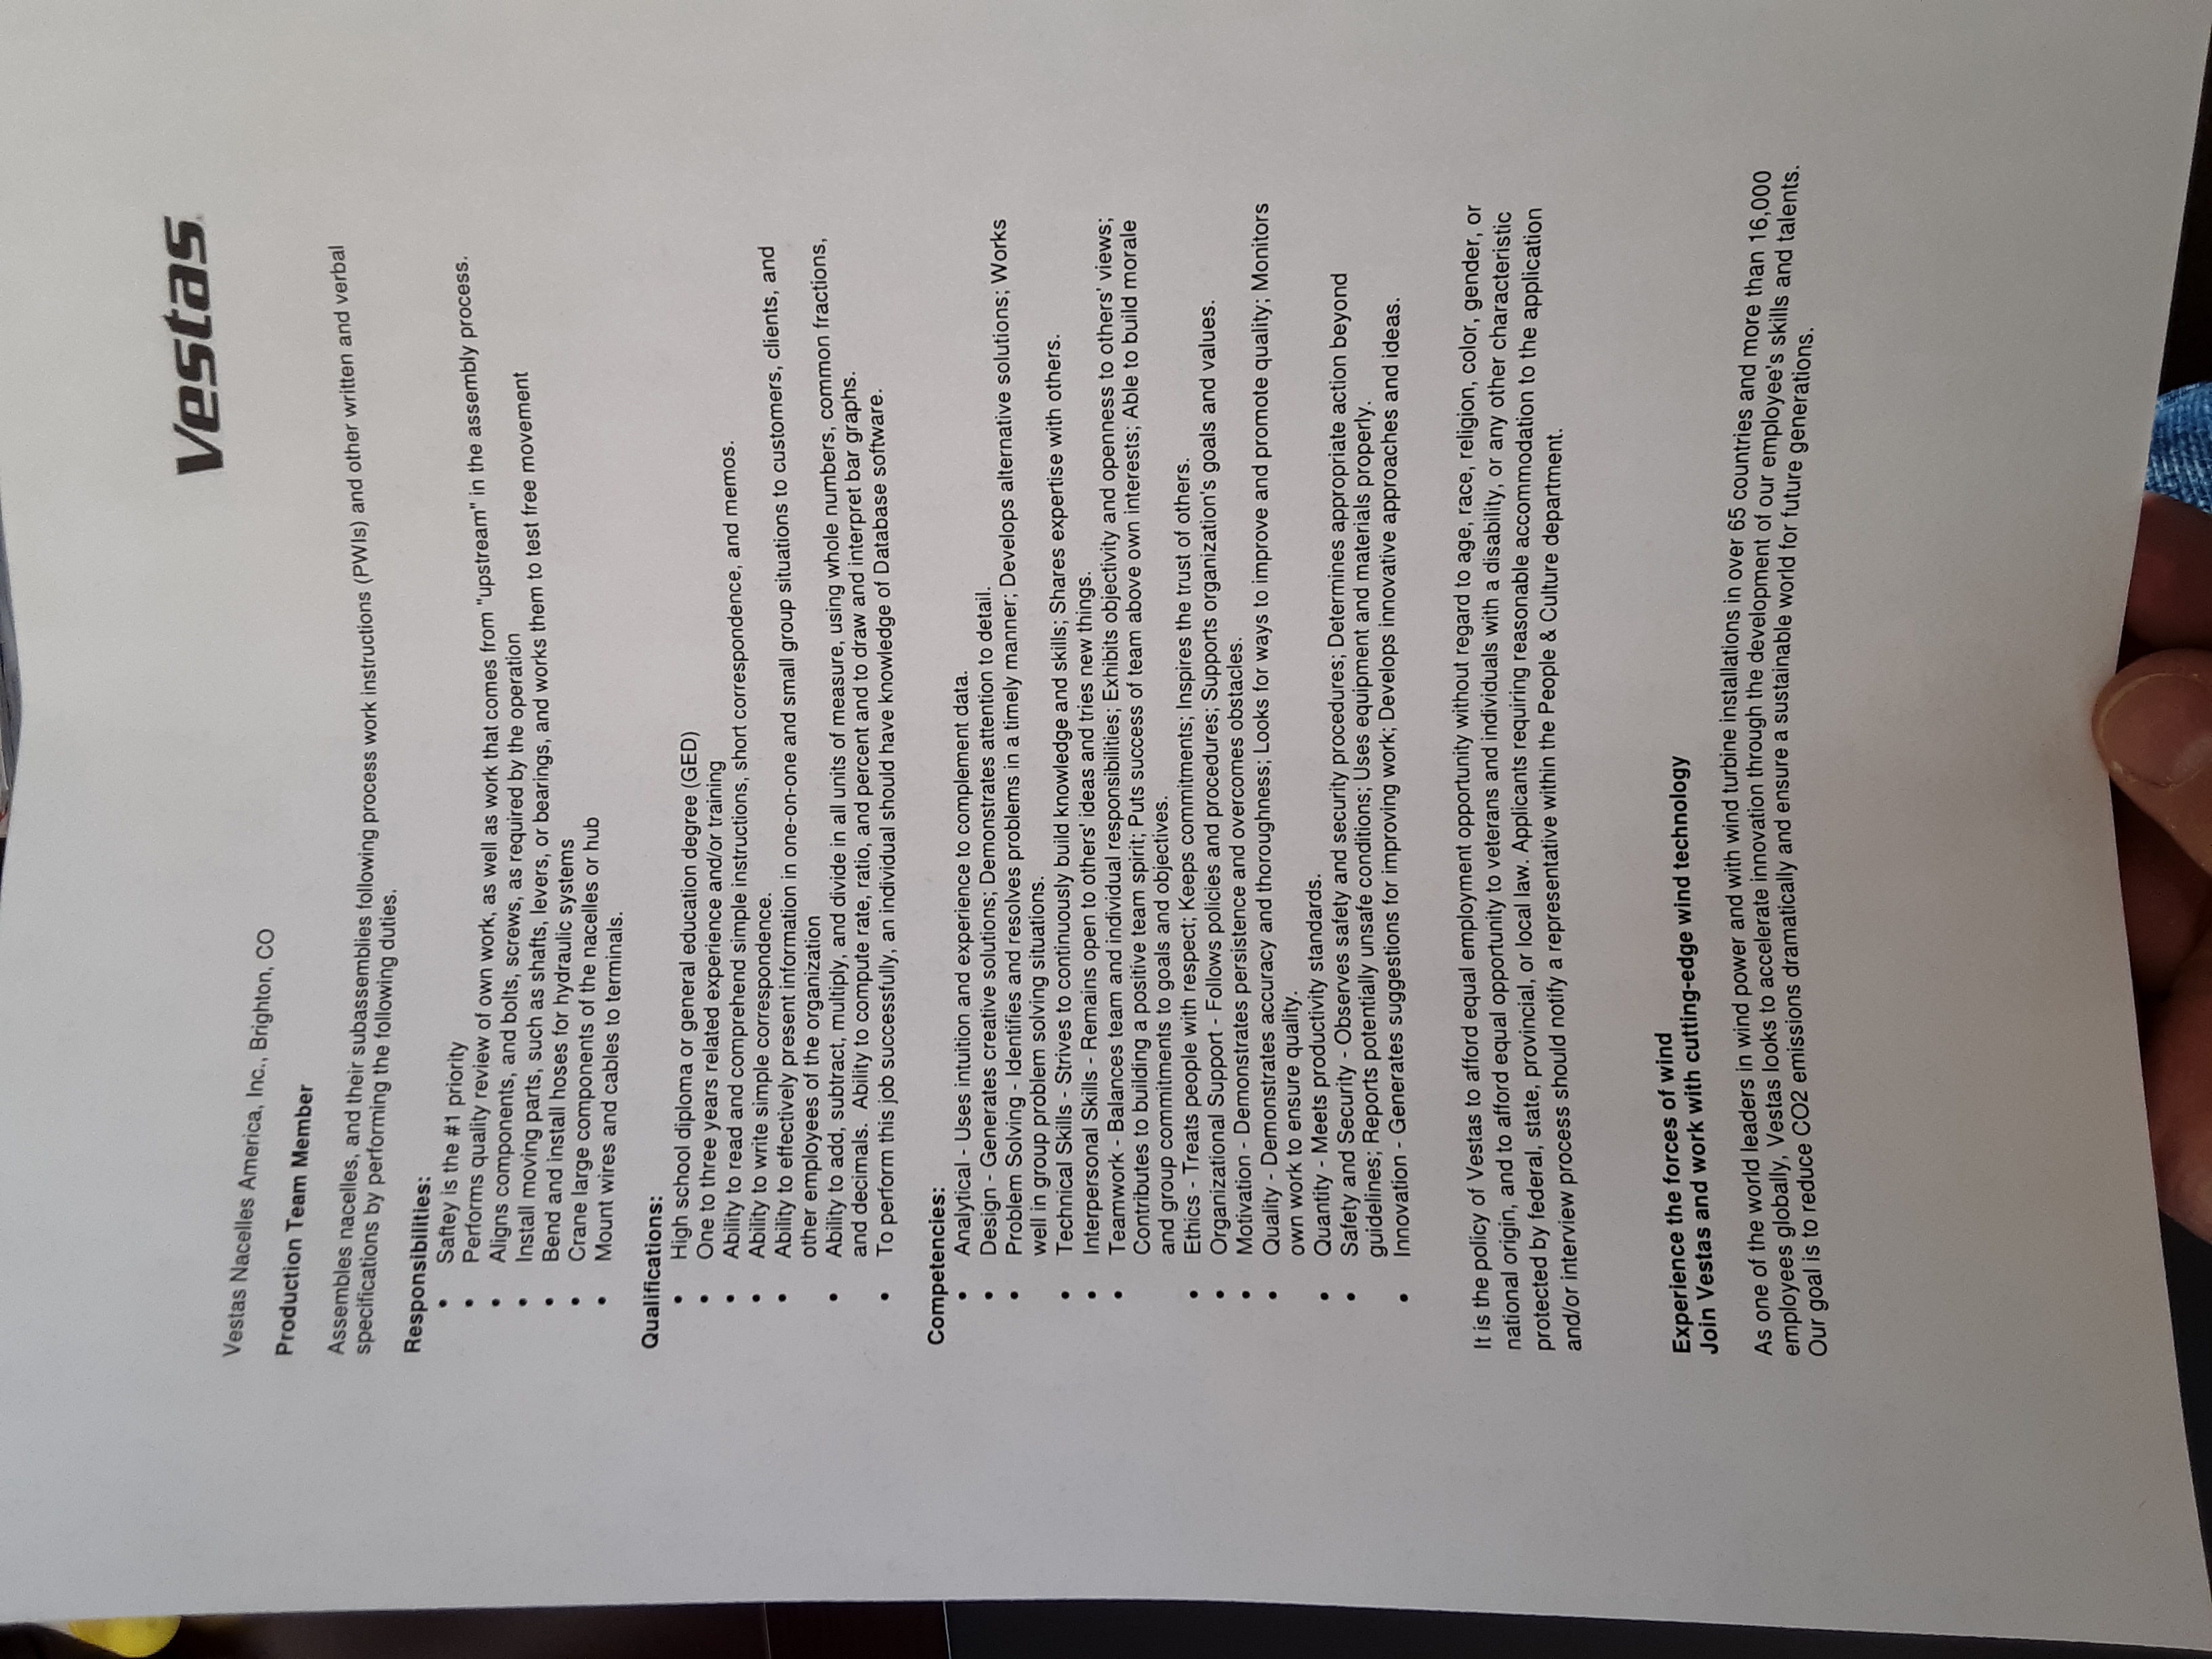 Vestas
Vestas Nacelles America, Inc., Brighton, CO
Production Team Member
Assembles nacelles, and their subassemblies following process work instructions (PWIs) and other written and verbal
specifications by performing the following duties.
Responsibilities:
• Saftey is the #1 priority
• Performs quality review of own work, as well as work that comes from "upstream" in the assembly process.
• Aligns components, and bolts, screws, as required by the operation
• Install moving parts, such as shafts, levers, or bearings, and works them to test free movement
• Bend and install hoses for hydraulic systems
• Crane large components of the nacelles or hub
• Mount wires and cables to terminals.
Qualifications:
• High school diploma or general education degree (GED)
• One to three years related experience and/or training
• Ability to read and comprehend simple instructions, short correspondence, and memos.
• Ability to write simple correspondence.
• Ability to effectively present information in one-on-one and small group situations to customers, clients, and
other employees of the organization
• Ability to add, subtract, multiply, and divide in all units of measure, using whole numbers, common fractions,
and decimals. Ability to compute rate, ratio, and percent and to draw and interpret bar graphs.
• To perform this job successfully, an individual should have knowledge of Database software.
Competencies:
• Analytical - Uses intuition and experience to complement data.
• Design - Generates creative solutions; Demonstrates attention to detail.
• Problem Solving - Identifies and resolves problems in a timely manner; Develops alternative solutions; Works
well in group problem solving situations.
• Technical Skills - Strives to continuously build knowledge and skills; Shares expertise with others.
• Interpersonal Skills - Remains open to others' ideas and tries new things.
• Teamwork - Balances team and individual responsibilities; Exhibits objectivity and openness to others' views;
Contributes to building a positive team spirit; Puts success of team above own interests; Able to build morale
and group commitments to goals and objectives.
• Ethics - Treats people with respect; Keeps commitments; Inspires the trust of others.
• Organizational Support - Follows policies and procedures; Supports organization's goals and values.
• Motivation - Demonstrates persistence and overcomes obstacles.
• Quality - Demonstrates accuracy and thoroughness; Looks for ways to improve and promote quality; Monitors
own work to ensure quality.
• Quantity - Meets productivity standards.
• Safety and Security - Observes safety and security procedures; Determines appropriate action beyond
guidelines; Reports potentially unsafe conditions; Uses equipment and materials properly.
• Innovation - Generates suggestions for improving work; Develops innovative approaches and ideas.
It is the policy of Vestas to afford equal employment opportunity without regard to age, race, religion, color, gender, or
national origin, and to afford equal opportunity to veterans and individuals with a disability, or any other characteristic
protected by federal, state, provincial, or local law. Applicants requiring reasonable accommodation to the application
and/or interview process should notify a representative within the People & Culture department.
Experience the forces of wind
Join Vestas and work with cutting-edge wind technology
As one of the world leaders in wind power and with wind turbine installations in over 65 countries and more than 16,000
employees globally, Vestas looks to accelerate innovation through the development of our employee's skills and talents.
Our goal is to reduce CO2 emissions dramatically and ensure a sustainable world for future generations.